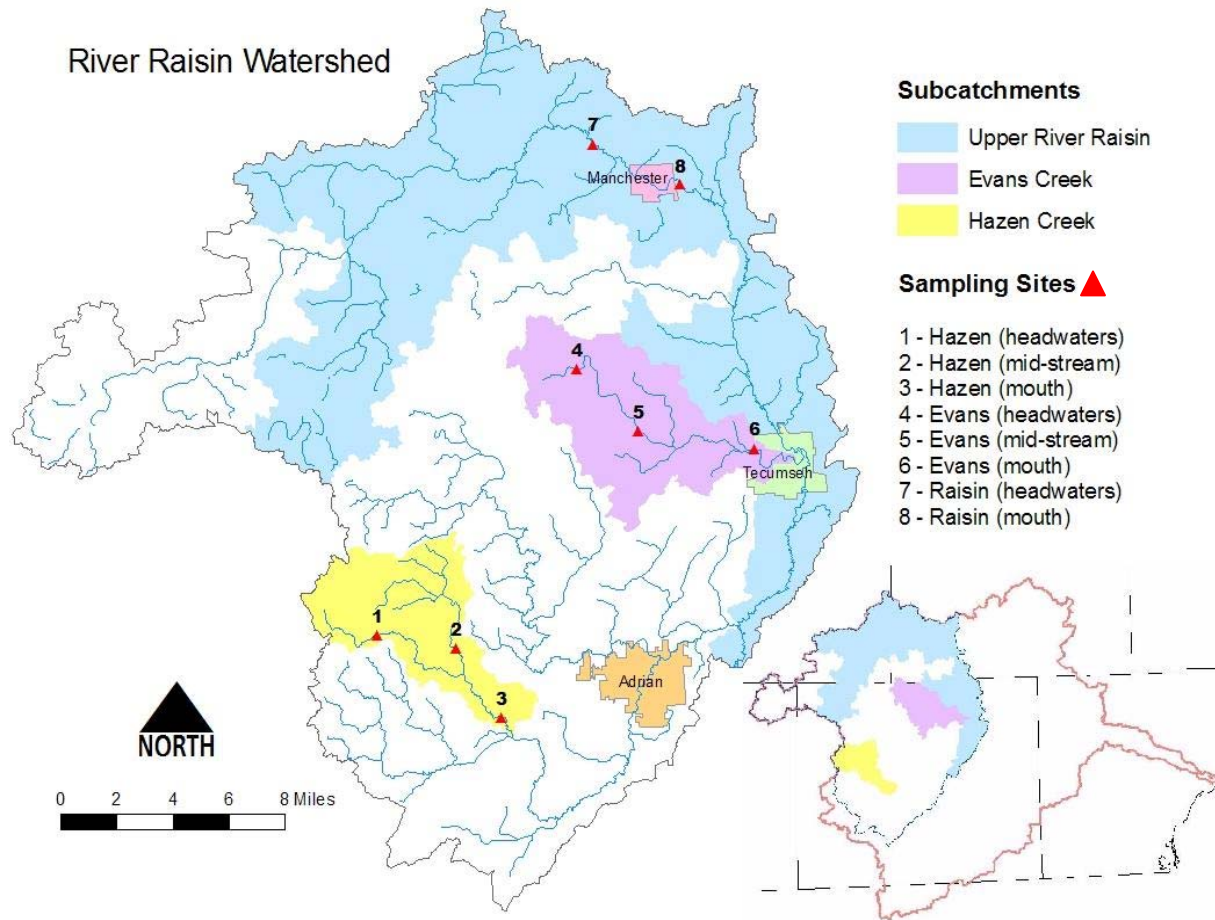 River Raisin Watershed
Subcatchments
Upper River Raisin
Evans Creek
Hazen Creek
Sampling Sites
1 - Hazen (headwaters)
2 - Hazen (mid-stream)
3 - Hazen (mouth)
4 - Evans (headwaters)
5 - Evans (mid-stream)
6 - Evans (mouth)
7 - Raisin (headwaters)
8 - Raisin (mouth)
7
8
Manchester
4
5
6
Tecumseh
1
2
3
Adrian
NORTH
0 2 4 6 8 Miles